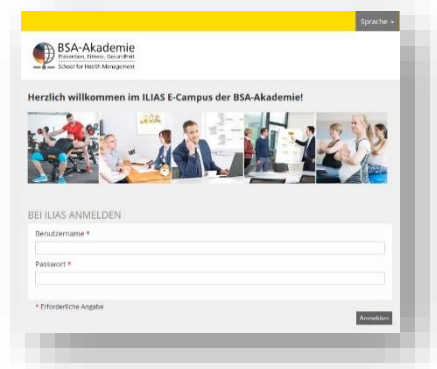 Sprache
BSA-Akademie
Prävention, Fitness, Gesundheit
School for Health Management
Herzlich willkommen im ILIAS E-Campus der BSA-Akademie!
BEI ILIAS ANMELDEN
Benutzername *
Passwort *
* Erforderliche Angabe
Anmelden